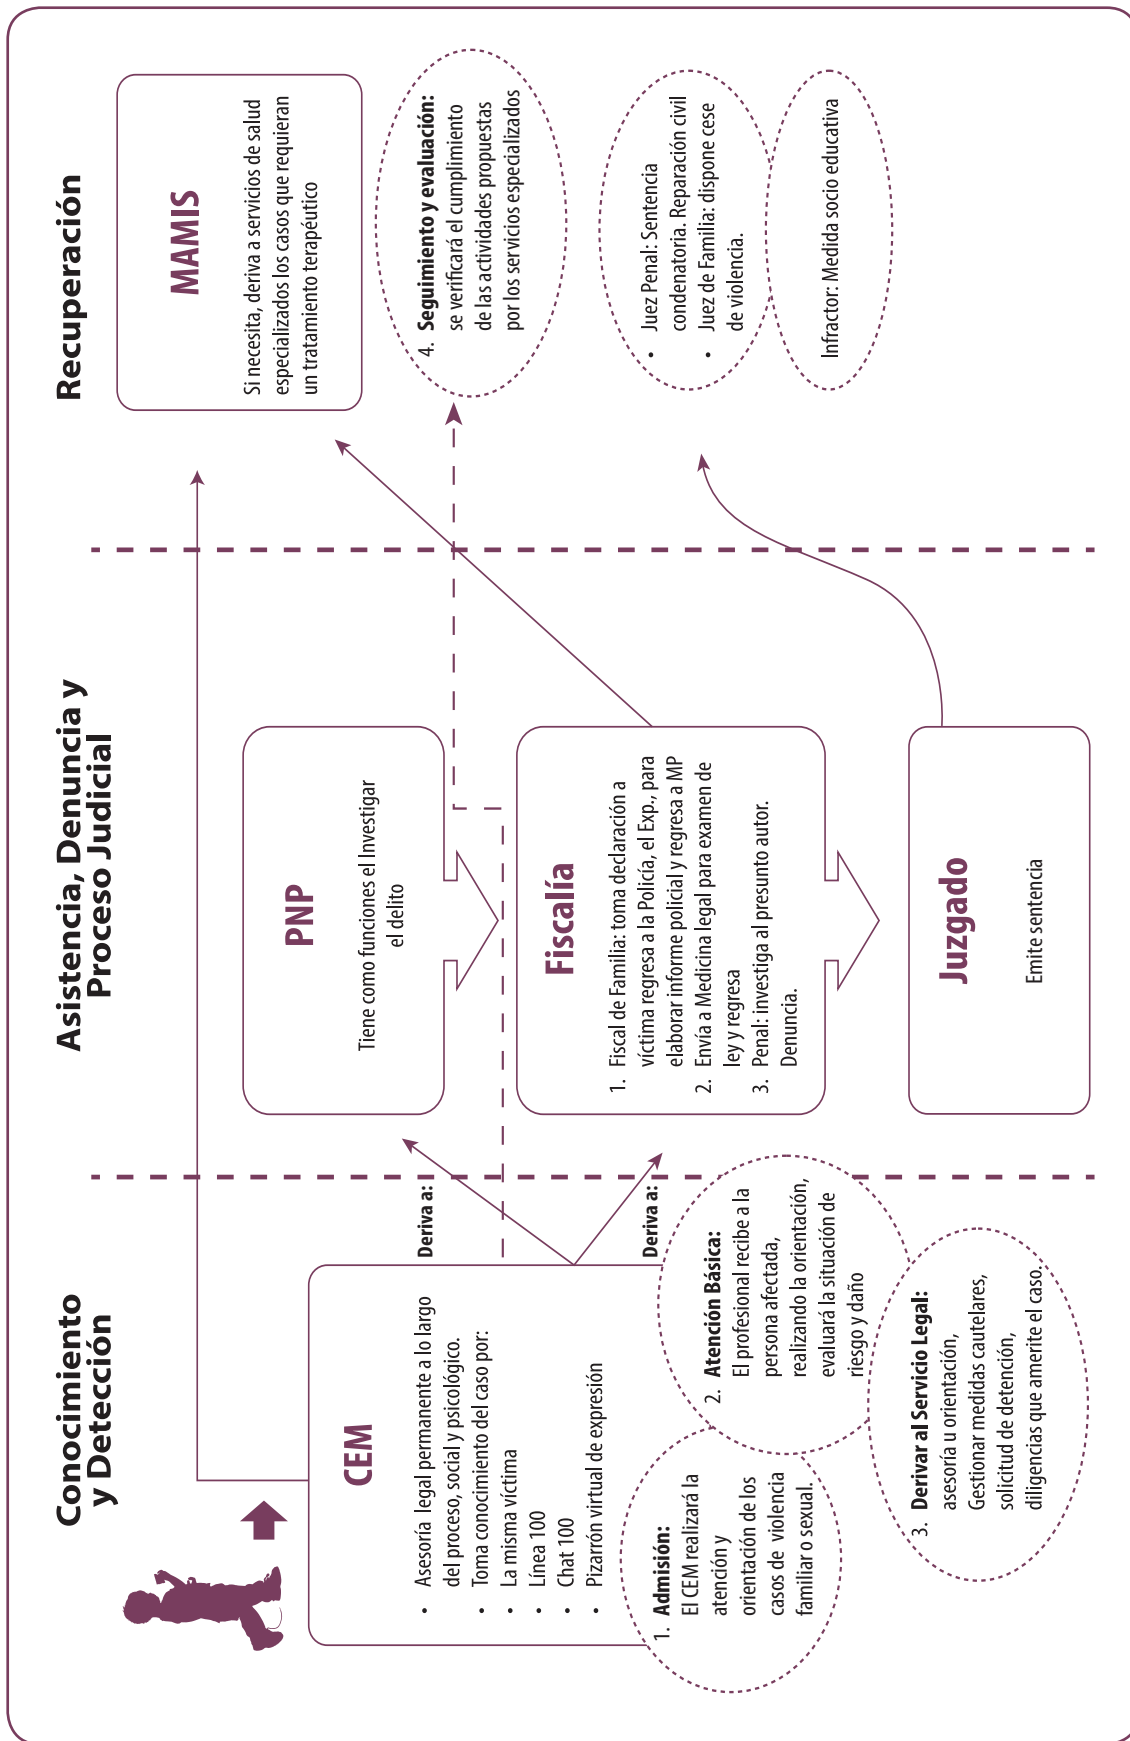 Conocimiento
y Detección
CEM
• Asesoría legal permanente a lo largo
del proceso, social y psicológico.
• Toma conocimiento del caso por:
• La misma víctima
• Línea 100
• Chat 100
• Pizarrón virtual de expresión
1. Admisión:
El CEM realizará la
atención y
orientación de los
casos de violencia
familiar o sexual.
2. Atención Básica:
El profesional recibe a la
persona afectada,
realizando la orientación,
evaluará la situación de
riesgo y daño
3. Derivar al Servicio Legal:
asesoría u orientación,
Gestionar medidas cautelares,
solicitud de detención,
diligencias que amerite el caso.
Deriva a:
Deriva a:
Asistencia, Denuncia y
Proceso Judicial
PNP
Tiene como funciones el Investigar
el delito
Fiscalía
1. Fiscal de Familia: toma declaración a
víctima regresa a la Policía, el Exp., para
elaborar informe policial y regresa a MP
2. Envía a Medicina legal para examen de
ley y regresa
3. Penal: investiga al presunto autor.
Denuncia.
Juzgado
Emite sentencia
Recuperación
MAMIS
Si necesita, deriva a servicios de salud
especializados los casos que requieran
un tratamiento terapéutico
4. Seguimiento y evaluación:
se verificará el cumplimiento
de las actividades propuestas
por los servicios especializados
• Juez Penal: Sentencia
condenatoria. Reparación civil
• Juez de Familia: dispone cese
de violencia.
Infractor: Medida socio educativa